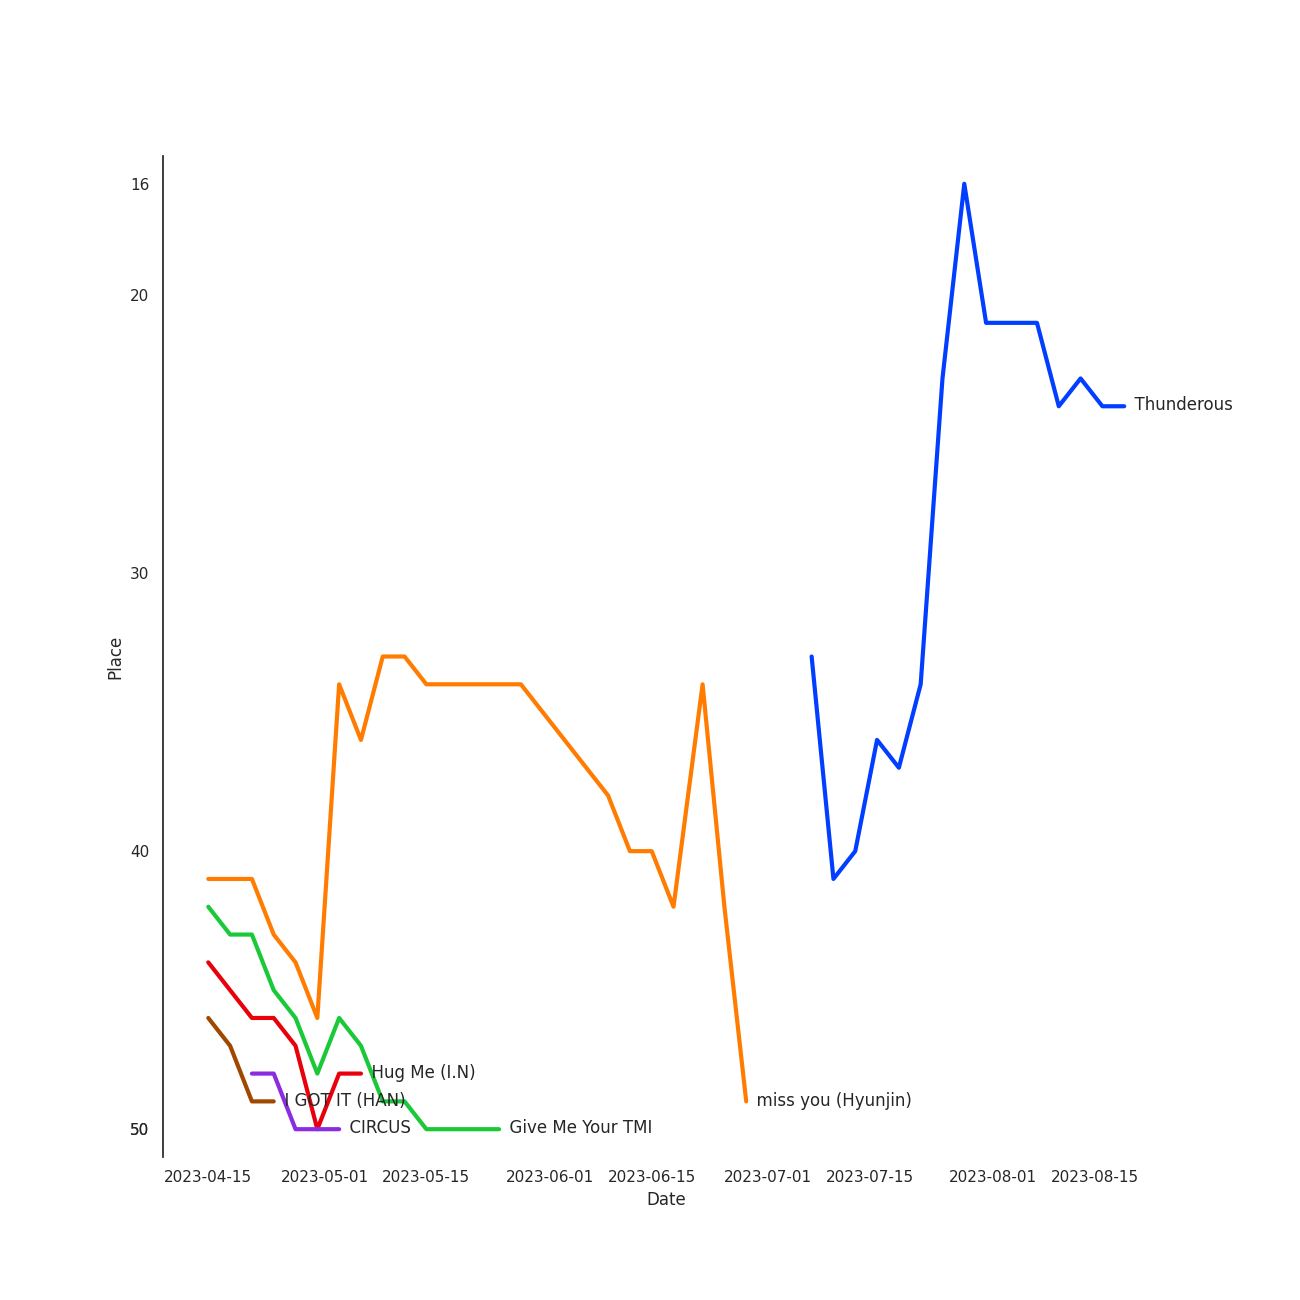 16
20
Thunderous
30
Place
40
Hug Me (I.N)
I GOT IT (HAN)
miss you (Hyunjin)
50
CIRCUS
Give Me Your TMI
2023-04-15
2023-05-01
2023-05-15
2023-06-01
2023-06-15
2023-07-01
2023-07-15
2023-08-01
2023-08-15
Date